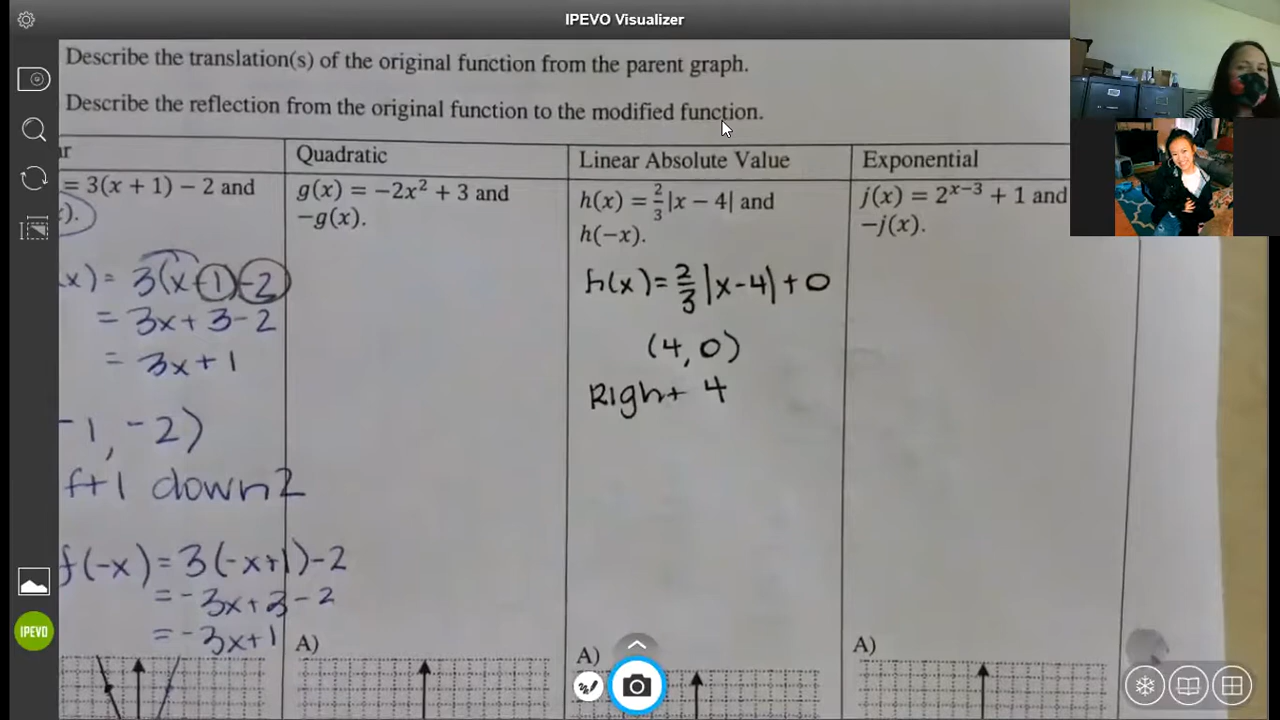 IPEVO Visualizer
Describe the translation(s) of the original function from the parent graph.
Describe the reflection from the original function to the modified function.
ar
= 3(x + 1) − 2 and
).
(x) = 3(x+1)-2
= 3x+3-2
= 3x+1
-1, -2)
ft 1 down 2
f(-x) = 3(-x+1)-2
= -3x+3-2
= -3x+1
Quadratic
g(x) = −2x² + 3 and
−g(x).
A)
Linear Absolute Value
h(x) = 2/3|x − 4| and
h(−x).
h(x) = 2/3|x-4|+0
(4, 0)
Right 4
A)
Exponential
j(x) = 2^{x−3} + 1 and
−j(x).
A)
IPEVO